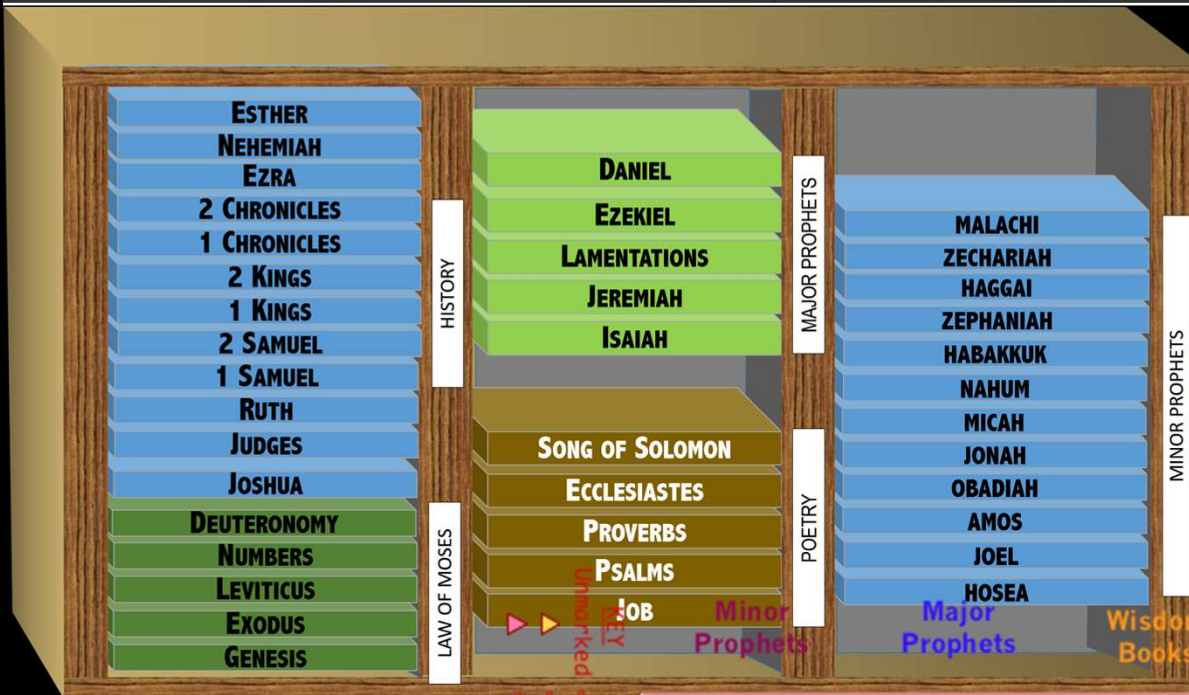 ESTHER
NEHEMIAH
EZRA
2 CHRONICLES
1 CHRONICLES
2 KINGS
1 KINGS
2 SAMUEL
1 SAMUEL
RUTH
JUDGES
JOSHUA
DEUTERONOMY
NUMBERS
LEVITICUS
EXODUS
GENESIS
HISTORY
LAW OF MOSES
DANIEL
EZEKIEL
LAMENTATIONS
JEREMIAH
ISAIAH
SONG OF SOLOMON
ECCLESIASTES
PROVERBS
PSALMS
JOB
MAJOR PROPHETS
POETRY
MALACHI
ZECHARIAH
HAGGAI
ZEPHANIAH
HABAKKUK
NAHUM
MICAH
JONAH
OBADIAH
AMOS
JOEL
HOSEA
MINOR PROPHETS
KEY
Unmarked
Minor
Prophets
Major
Prophets
Wisdom
Books